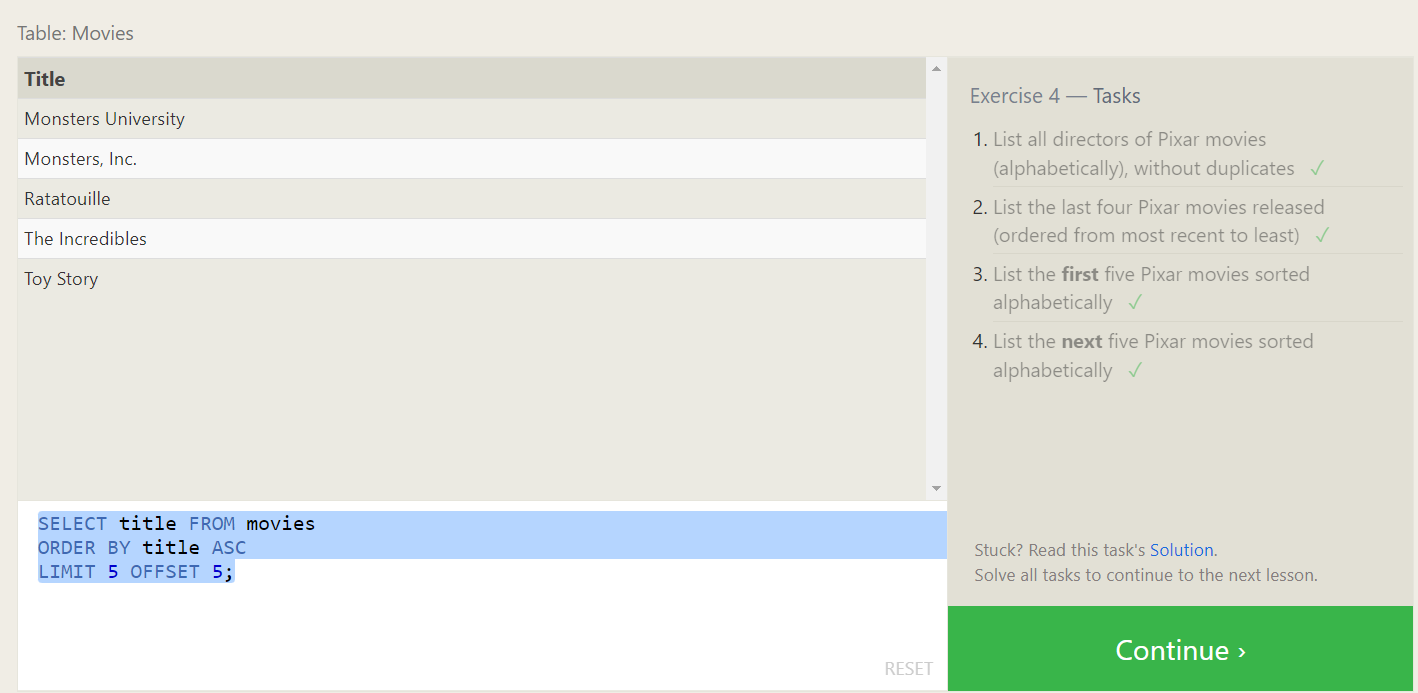 Table: Movies
Title
Monsters University
Monsters, Inc.
Ratatouille
The Incredibles
Toy Story
SELECT title FROM movies
ORDER BY title ASC
LIMIT 5 OFFSET 5;
RESET
Exercise 4 — Tasks
1. List all directors of Pixar movies
(alphabetically), without duplicates ✓
2. List the last four Pixar movies released
(ordered from most recent to least) ✓
3. List the first five Pixar movies sorted
alphabetically ✓
4. List the next five Pixar movies sorted
alphabetically ✓
Stuck? Read this task's Solution.
Solve all tasks to continue to the next lesson.
Continue ›